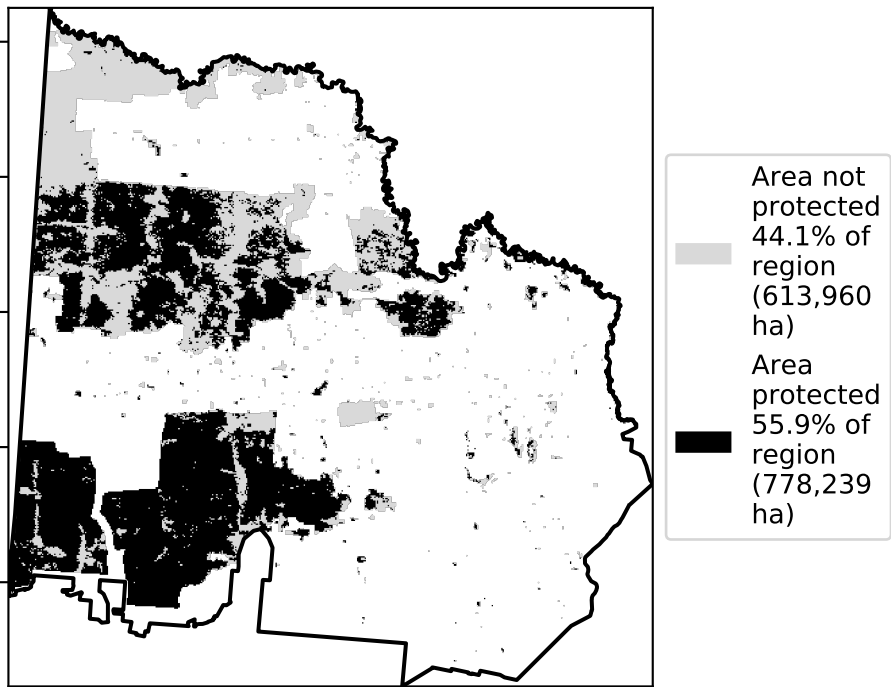 Area not
protected
44.1% of
region
(613,960
ha)
Area
protected
55.9% of
region
(778,239
ha)